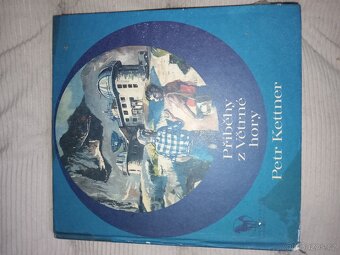 Příběhy
z Větrné
hory
Petr Kettner